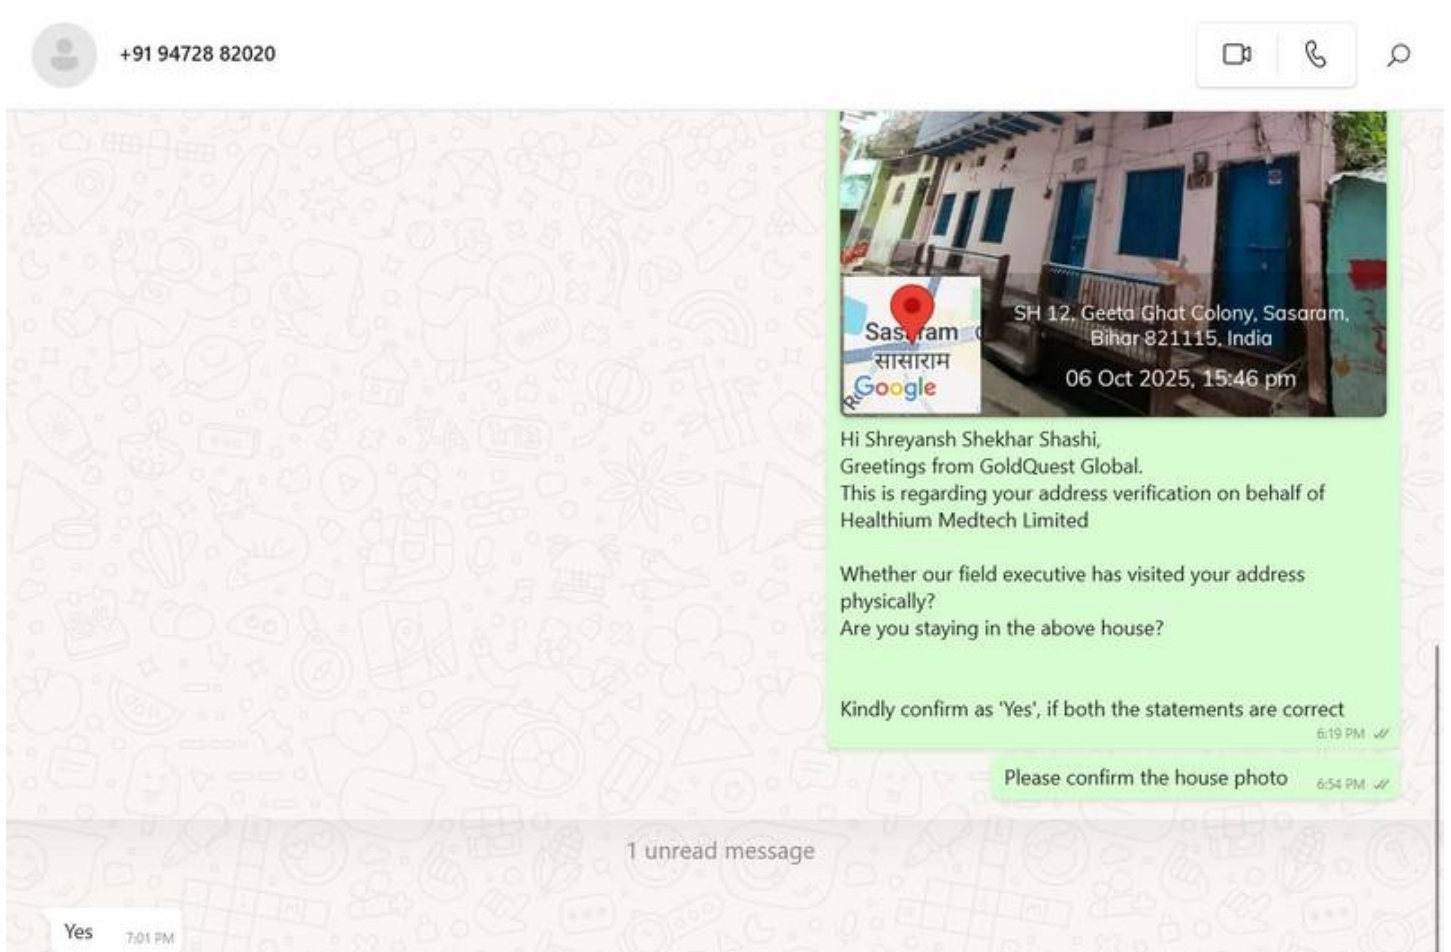 +91 94728 82020
Sasaram
सासाराम
Google
SH 12, Geeta Ghat Colony, Sasaram,
Bihar 821115, India
06 Oct 2025, 15:46 pm
Hi Shreyansh Shekhar Shashi,
Greetings from GoldQuest Global.
This is regarding your address verification on behalf of
Healthium Medtech Limited
Whether our field executive has visited your address
physically?
Are you staying in the above house?
Kindly confirm as 'Yes', if both the statements are correct
6:19 PM
Please confirm the house photo
6:54 PM
1 unread message
Yes
7:01 PM